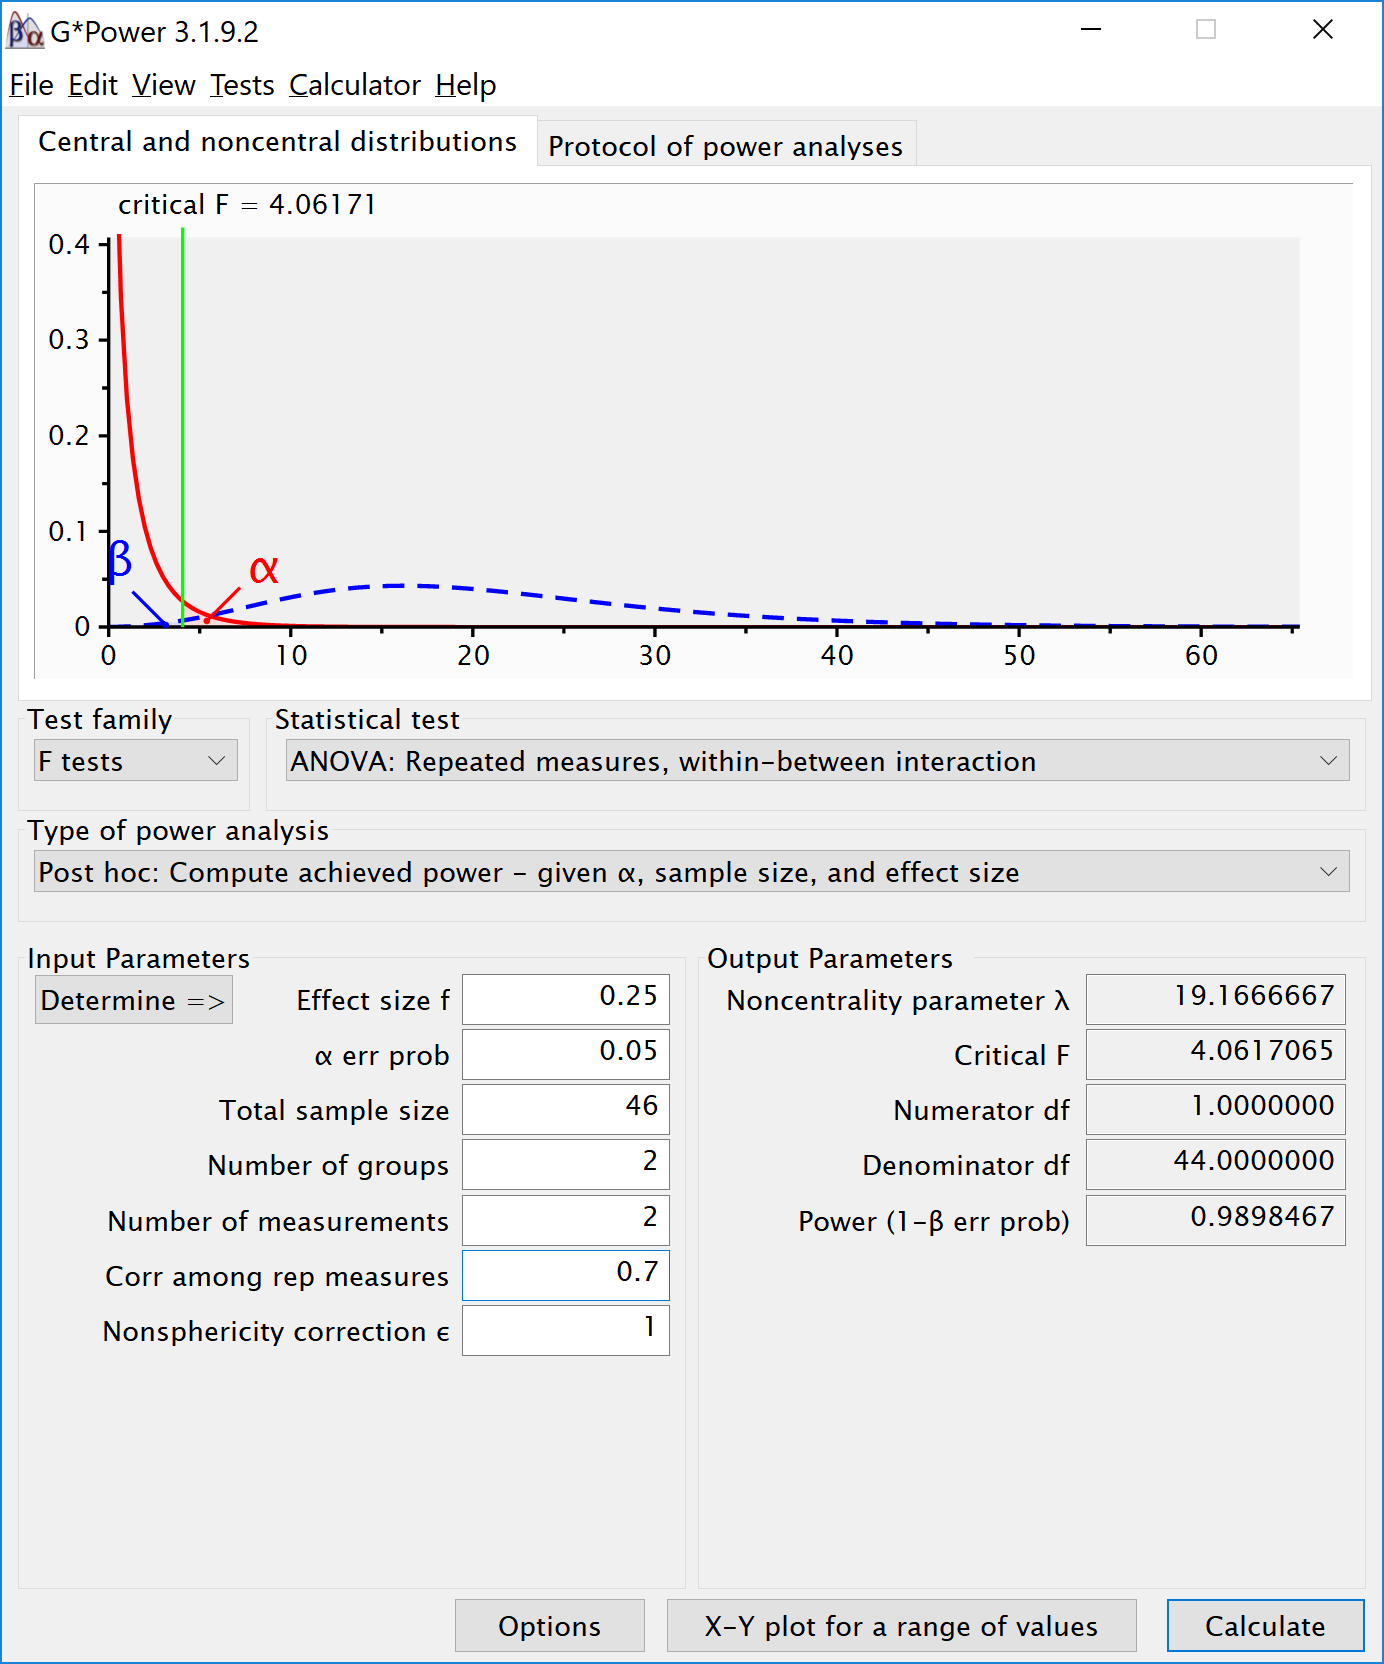 G*Power 3.1.9.2
File Edit View Tests Calculator Help
Central and noncentral distributions
Protocol of power analyses
critical F = 4.06171
0.4
0.3
0.2
0.1
0
β
α
0 10 20 30 40 50 60
Test family
Statistical test
F tests
ANOVA: Repeated measures, within-between interaction
Type of power analysis
Post hoc: Compute achieved power - given α, sample size, and effect size
Input Parameters
Determine =>
Effect size f 0.25
α err prob 0.05
Total sample size 46
Number of groups 2
Number of measurements 2
Corr among rep measures 0.7
Nonsphericity correction ϵ 1
Output Parameters
Noncentrality parameter λ 19.1666667
Critical F 4.0617065
Numerator df 1.0000000
Denominator df 44.0000000
Power (1-β err prob) 0.9898467
Options
X-Y plot for a range of values
Calculate